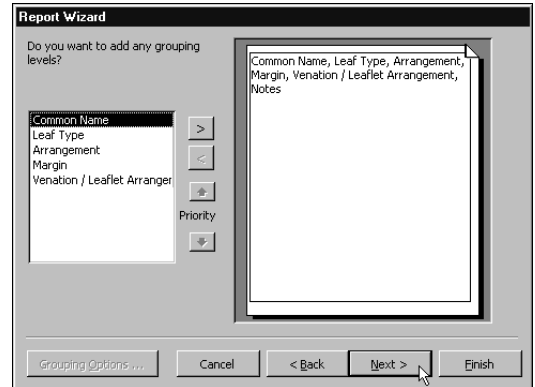 Report Wizard
Do you want to add any grouping
levels?
Common Name
Leaf Type
Arrangement
Margin
Venation / Leaflet Arranger
>
<
Priority
Common Name, Leaf Type, Arrangement,
Margin, Venation / Leaflet Arrangement,
Notes
Grouping Options ...
Cancel
< Back
Next >
Finish